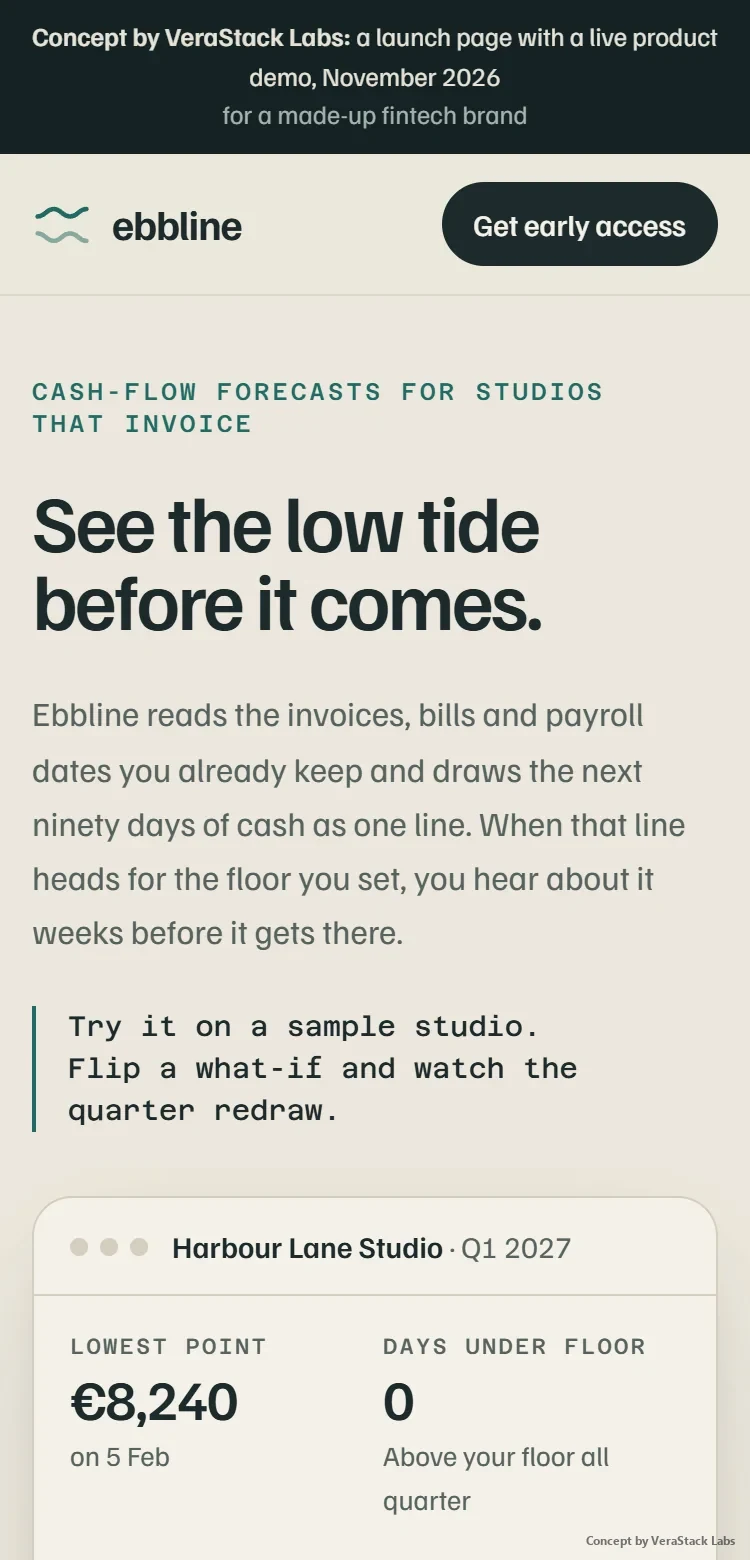 Concept by VeraStack Labs: a launch page with a live product
demo, November 2026
for a made-up fintech brand
ebbline
Get early access
CASH-FLOW FORECASTS FOR STUDIOS
THAT INVOICE
See the low tide
before it comes.
Ebbline reads the invoices, bills and payroll
dates you already keep and draws the next
ninety days of cash as one line. When that line
heads for the floor you set, you hear about it
weeks before it gets there.
Try it on a sample studio.
Flip a what-if and watch the
quarter redraw.
Harbour Lane Studio · Q1 2027
LOWEST POINT
€8,240
on 5 Feb
DAYS UNDER FLOOR
0
Above your floor all
quarter
Concept by VeraStack Labs